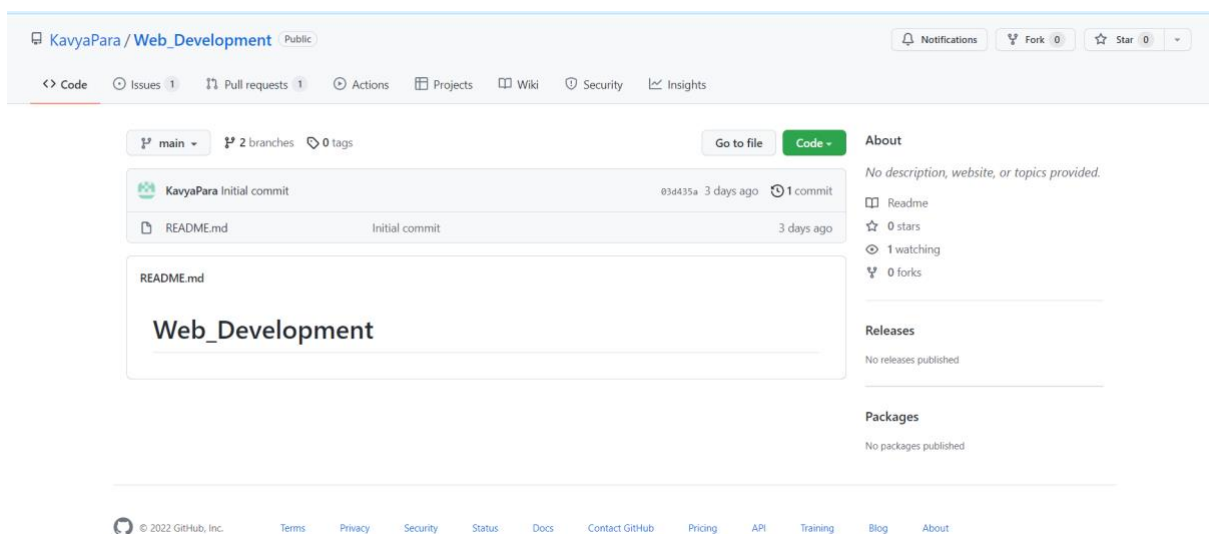 KavyaPara / Web_Development Public
Notifications Fork 0 Star 0
<> Code Issues 1 Pull requests 1 Actions Projects Wiki Security Insights
main 2 branches 0 tags Go to file Code
KavyaPara Initial commit 03d435a 3 days ago 1 commit
README.md Initial commit 3 days ago
README.md
Web_Development
About
No description, website, or topics provided.
Readme
0 stars
1 watching
0 forks
Releases
No releases published
Packages
No packages published
© 2022 GitHub, Inc. Terms Privacy Security Status Docs Contact GitHub Pricing API Training Blog About